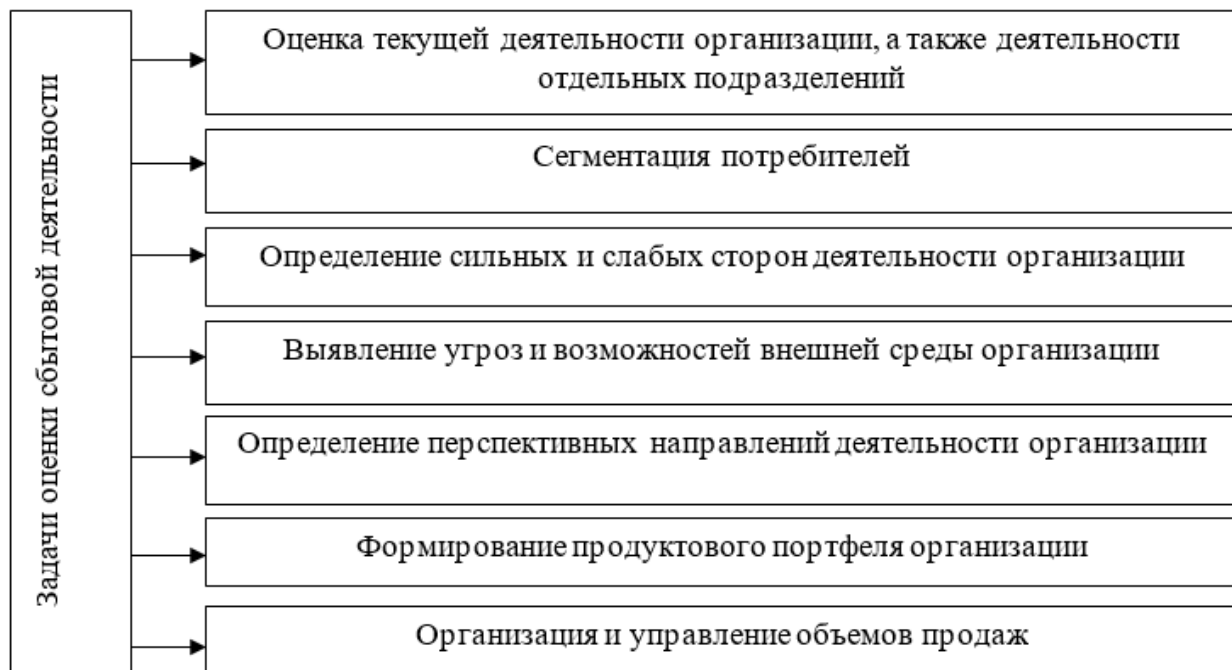 Задачи оценки сбытовой деятельности
Оценка текущей деятельности организации, а также деятельности
отдельных подразделений
Сегментация потребителей
Определение сильных и слабых сторон деятельности организации
Выявление угроз и возможностей внешней среды организации
Определение перспективных направлений деятельности организации
Формирование продуктового портфеля организации
Организация и управление объемов продаж